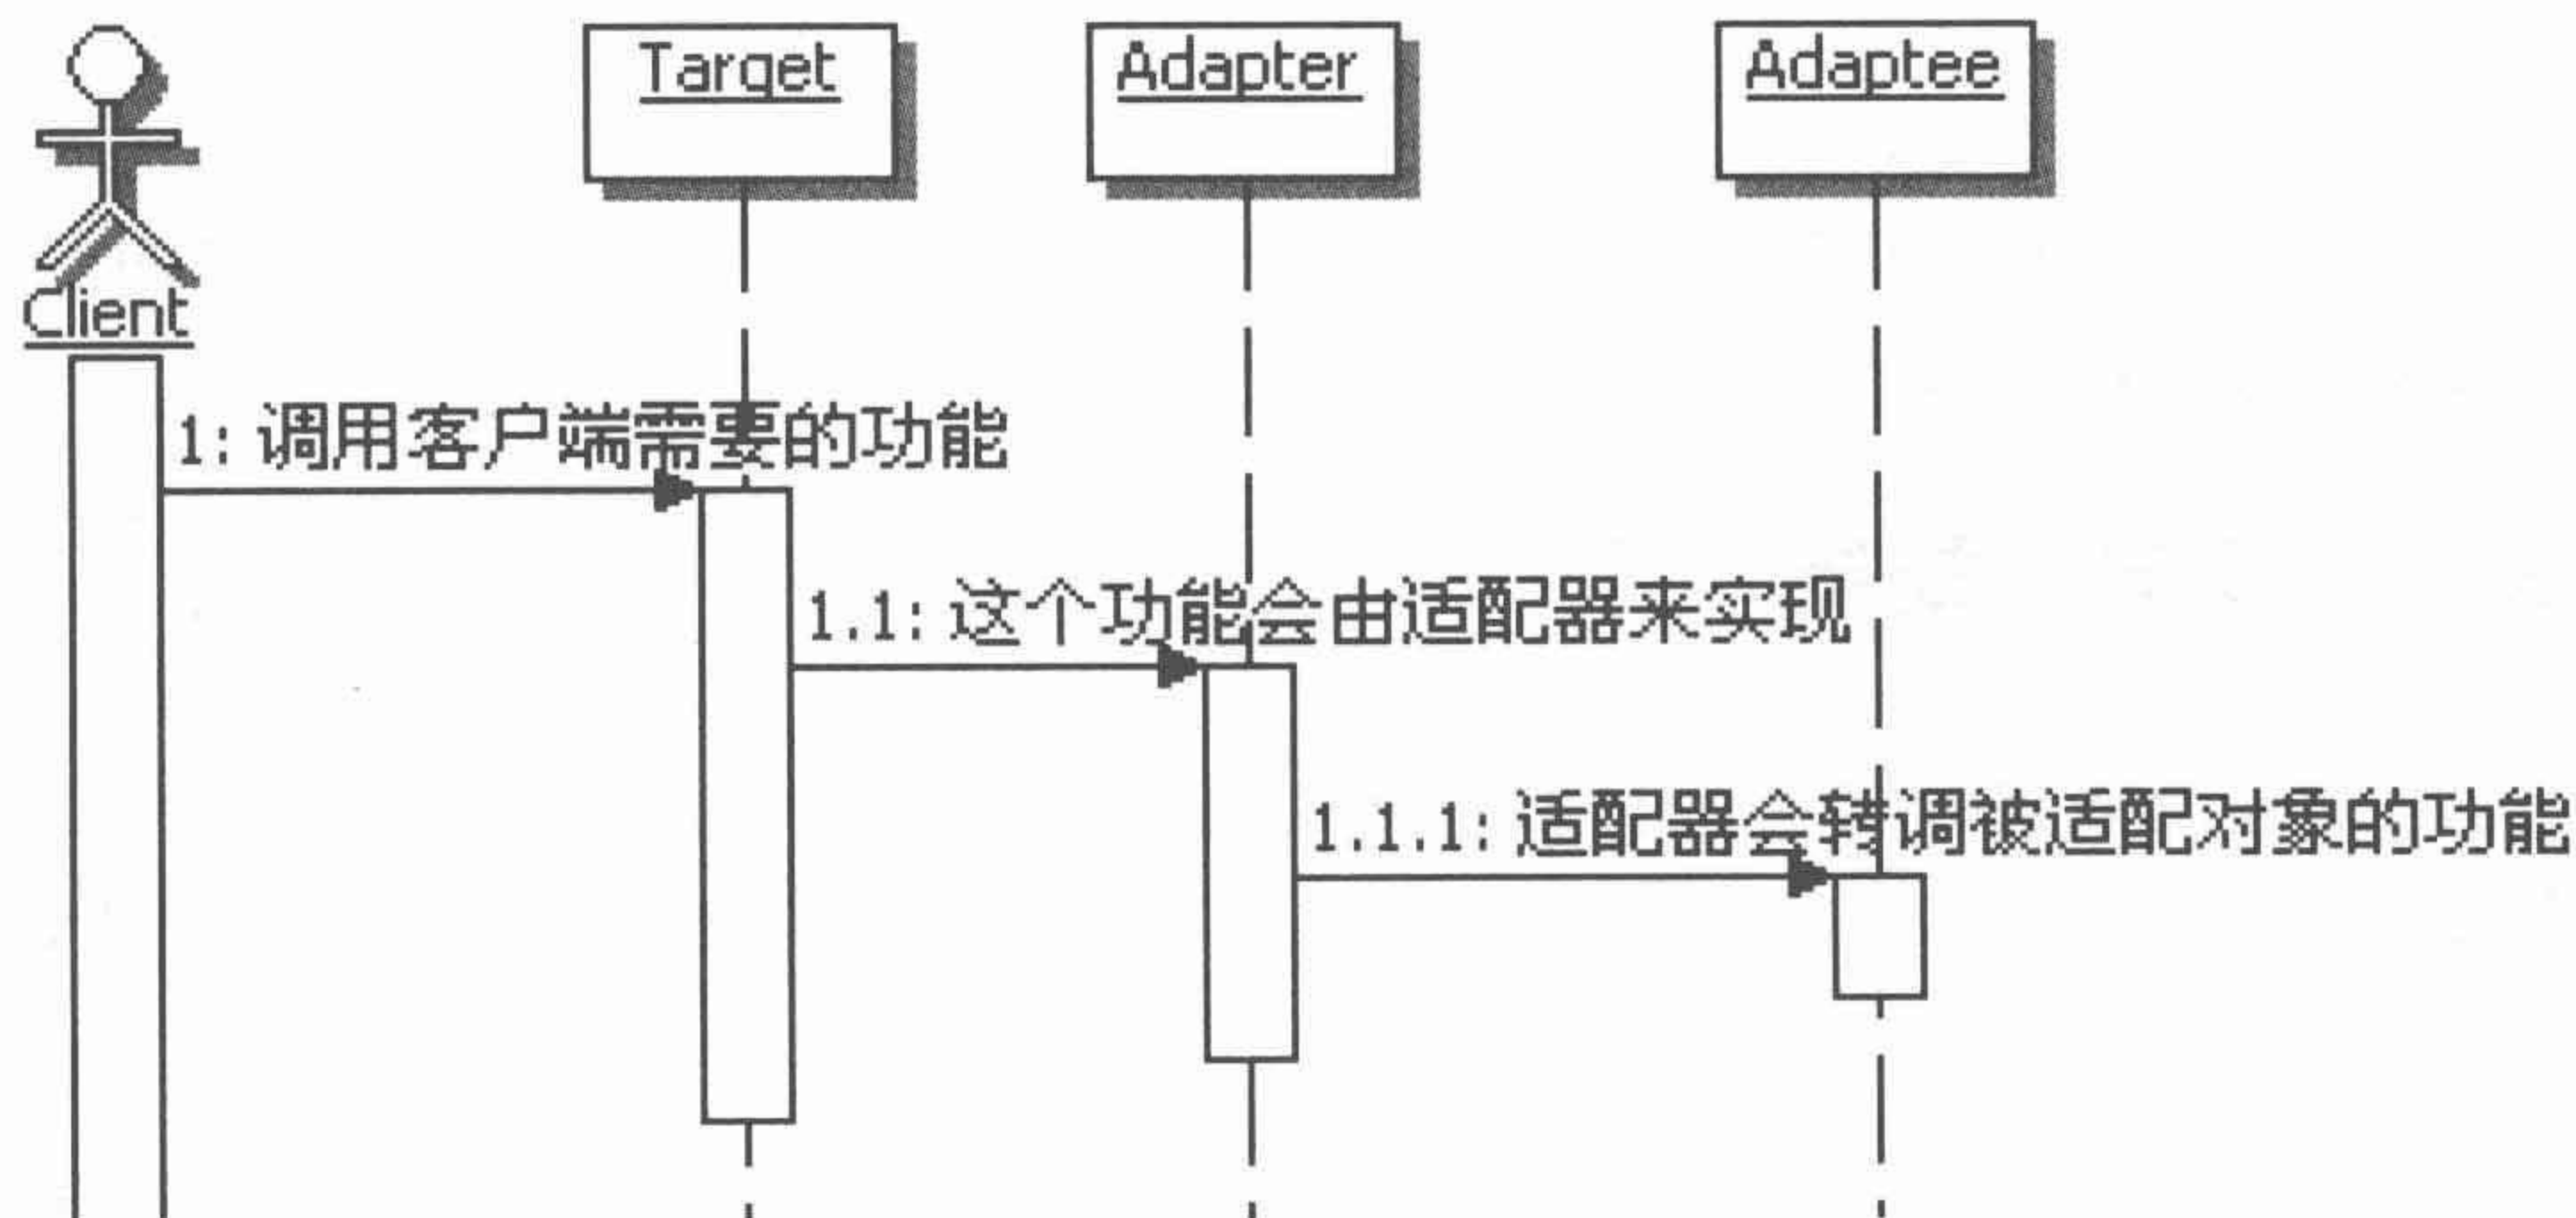 Target
Adapter
Adaptee
Client
1: 调用客户端需要的功能
1.1: 这个功能会由适配器来实现
1.1.1: 适配器会转调被适配对象的功能